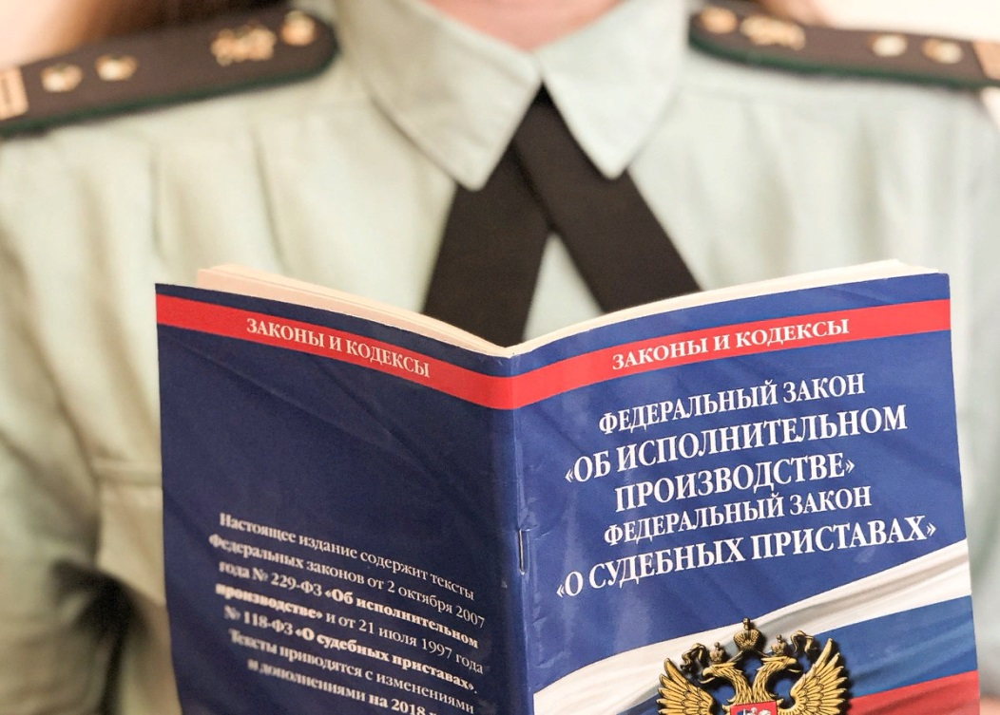 ЗАКОНЫ И КОДЕКСЫ
Настоящее издание содержит тексты
Федеральных законов от 2 октября 2007
года № 229-ФЗ «Об исполнительном
производстве» и от 21 июля 1997 года
№ 118-ФЗ «О судебных приставах».
Тексты приводятся с изменениями
и дополнениями на 2018
ЗАКОНЫ И КОДЕКСЫ
ФЕДЕРАЛЬНЫЙ ЗАКОН
«ОБ ИСПОЛНИТЕЛЬНОМ
ПРОИЗВОДСТВЕ»
ФЕДЕРАЛЬНЫЙ ЗАКОН
«О СУДЕБНЫХ ПРИСТАВАХ»